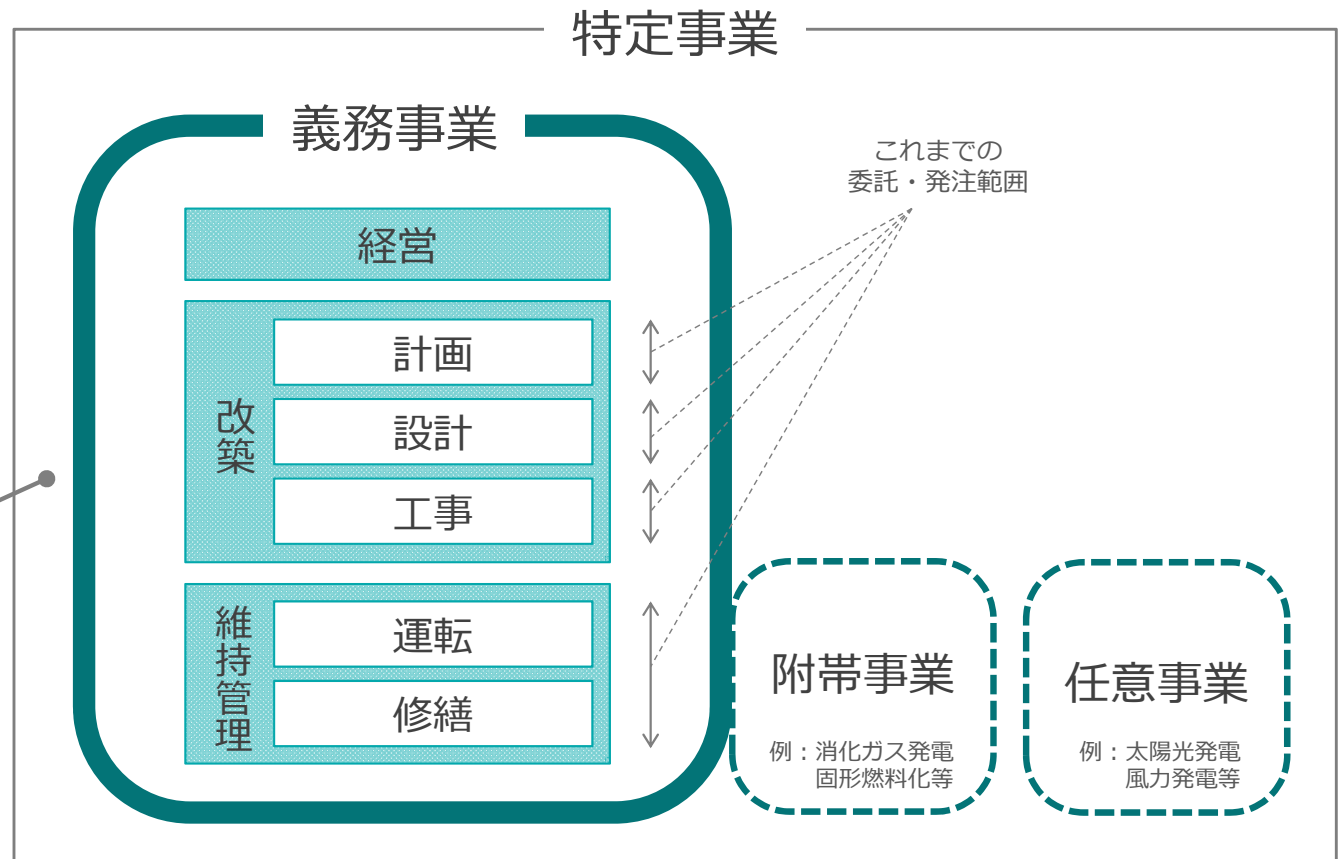 特定事業
義務事業
これまでの
委託・発注範囲
経営
改築
計画
設計
工事
維持管理
運転
修繕
附帯事業
例：消化ガス発電
固形燃料化等
任意事業
例：太陽光発電
風力発電等